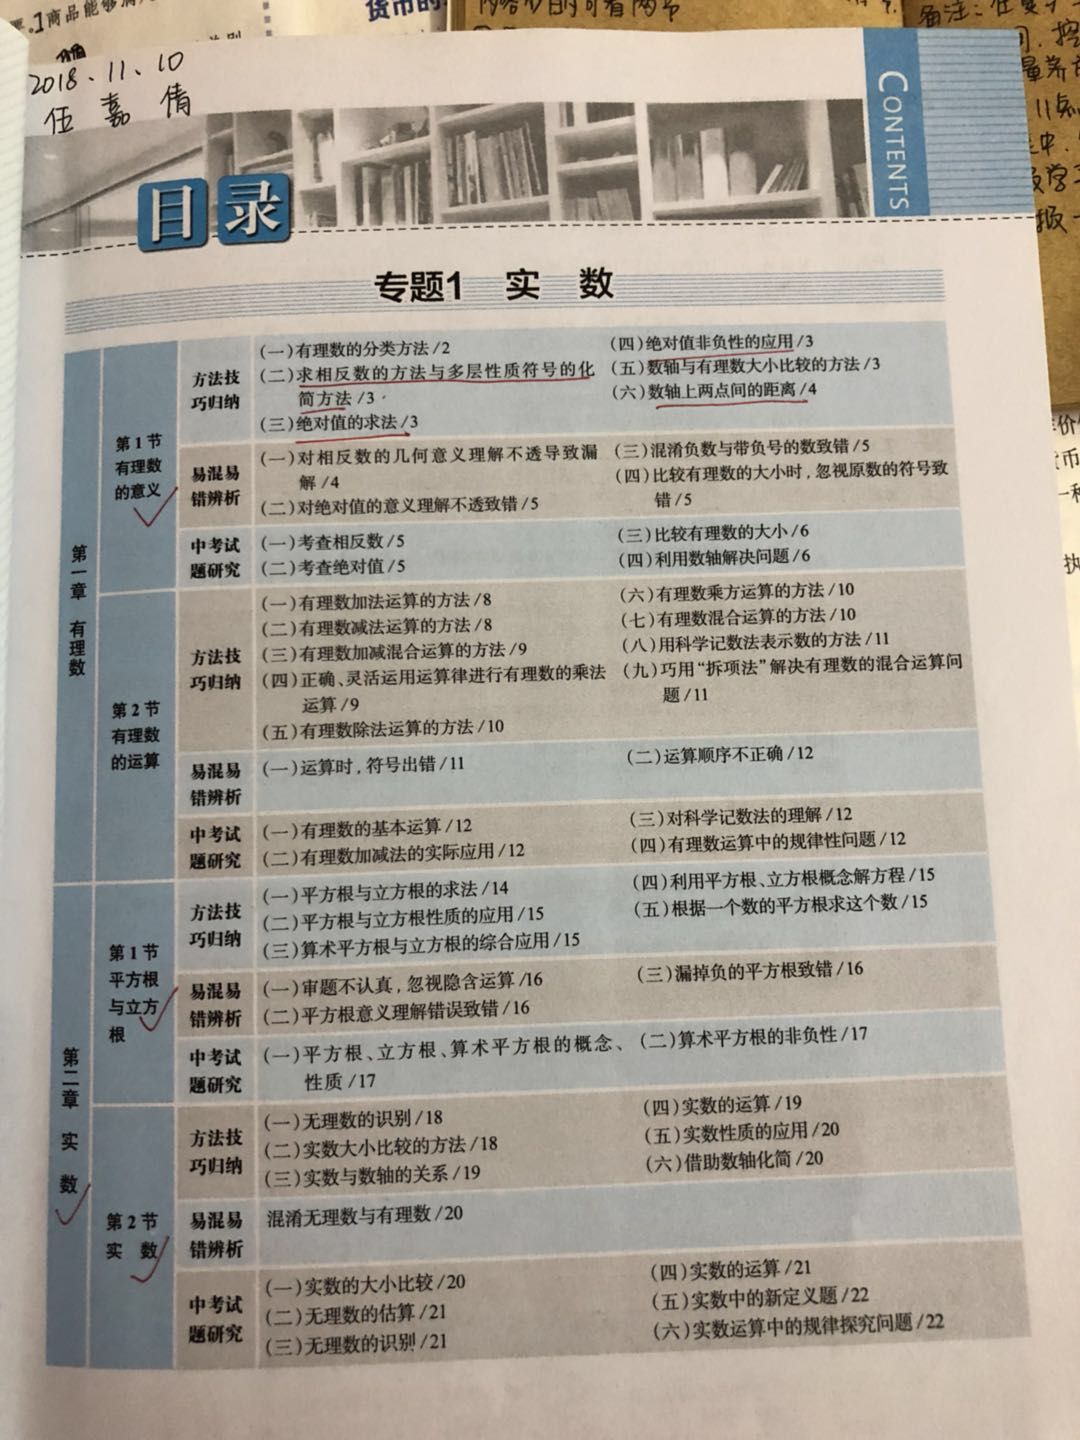 .1商品能够满
货币的
备注:在
2018.11.10
伍嘉倩
CONTENTS
目录
专题1 实 数
第一章 有理数
第1节
有理数
的意义
方法技
巧归纳
(一)有理数的分类方法/2
(二)求相反数的方法与多层性质符号的化
简方法/3
(三)绝对值的求法/3
(四)绝对值非负性的应用/3
(五)数轴与有理数大小比较的方法/3
(六)数轴上两点间的距离/4
易混易
错辨析
(一)对相反数的几何意义理解不透导致漏
解/4
(二)对绝对值的意义理解不透致错/5
(三)混淆负数与带负号的数致错/5
(四)比较有理数的大小时,忽视原数的符号致
错/5
中考试
题研究
(一)考查相反数/5
(二)考查绝对值/5
(三)比较有理数的大小/6
(四)利用数轴解决问题/6
第2节
有理数
的运算
方法技
巧归纳
(一)有理数加法运算的方法/8
(二)有理数减法运算的方法/8
(三)有理数加减混合运算的方法/9
(四)正确、灵活运用运算律进行有理数的乘法
运算/9
(五)有理数除法运算的方法/10
(六)有理数乘方运算的方法/10
(七)有理数混合运算的方法/10
(八)用科学记数法表示数的方法/11
(九)巧用“拆项法”解决有理数的混合运算问
题/11
易混易
错辨析
(一)运算时,符号出错/11
(二)运算顺序不正确/12
中考试
题研究
(一)有理数的基本运算/12
(二)有理数加减法的实际应用/12
(三)对科学记数法的理解/12
(四)有理数运算中的规律性问题/12
第二章 实 数
第1节
平方根
与立方
根
方法技
巧归纳
(一)平方根与立方根的求法/14
(二)平方根与立方根性质的应用/15
(三)算术平方根与立方根的综合应用/15
(四)利用平方根、立方根概念解方程/15
(五)根据一个数的平方根求这个数/15
易混易
错辨析
(一)审题不认真,忽视隐含运算/16
(二)平方根意义理解错误致错/16
(三)漏掉负的平方根致错/16
中考试
题研究
(一)平方根、立方根、算术平方根的概念、
性质/17
(二)算术平方根的非负性/17
第2节
实 数
方法技
巧归纳
(一)无理数的识别/18
(二)实数大小比较的方法/18
(三)实数与数轴的关系/19
(四)实数的运算/19
(五)实数性质的应用/20
(六)借助数轴化简/20
易混易
错辨析
混淆无理数与有理数/20
中考试
题研究
(一)实数的大小比较/20
(二)无理数的估算/21
(三)无理数的识别/21
(四)实数的运算/21
(五)实数中的新定义题/22
(六)实数运算中的规律探究问题/22